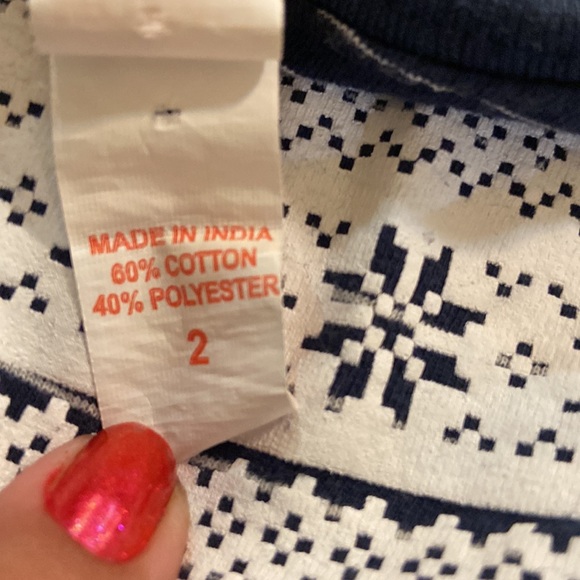 MADE IN INDIA
60% COTTON
40% POLYESTER
2